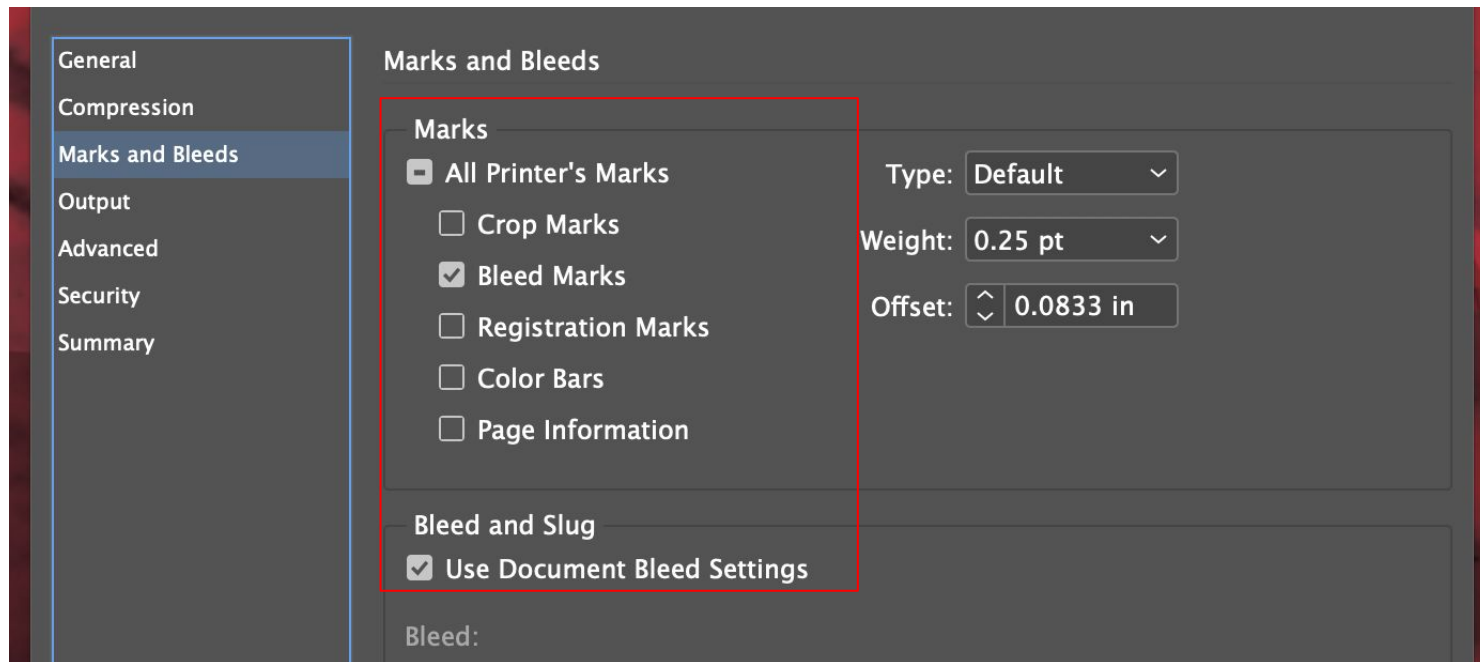 General
Compression
Marks and Bleeds
Output
Advanced
Security
Summary
Marks and Bleeds
Marks
All Printer's Marks
Crop Marks
Bleed Marks
Registration Marks
Color Bars
Page Information
Type: Default
Weight: 0.25 pt
Offset: 0.0833 in
Bleed and Slug
Use Document Bleed Settings
Bleed: